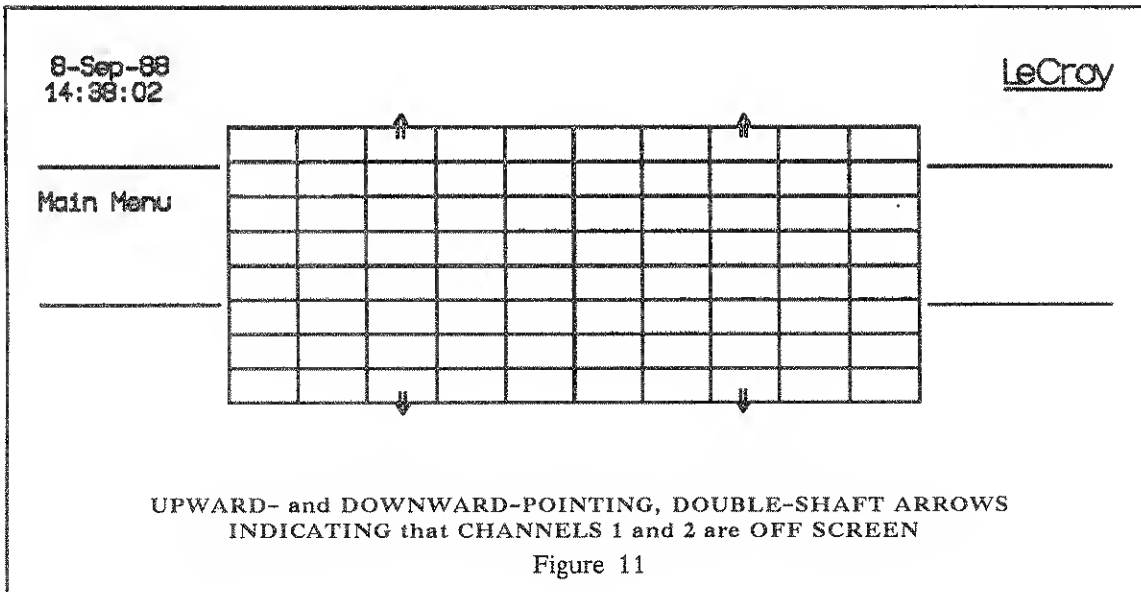 8-Sep-88
14:38:02
LeCroy
Main Menu
UPWARD- and DOWNWARD-POINTING, DOUBLE-SHAFT ARROWS
INDICATING that CHANNELS 1 and 2 are OFF SCREEN
Figure 11